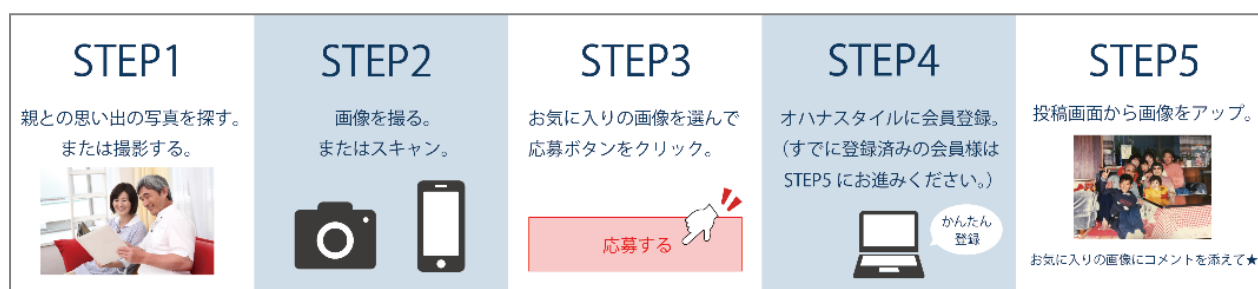 STEP1
親との思い出の写真を探す。
または撮影する。
STEP2
画像を撮る。
またはスキャン。
STEP3
お気に入りの画像を選んで
応募ボタンをクリック。
応募する
STEP4
オハナスタイルに会員登録。
（すでに登録済みの会員様は
STEP5 にお進みください。）
かんたん
登録
STEP5
投稿画面から画像をアップ。
お気に入りの画像にコメントを添えて★